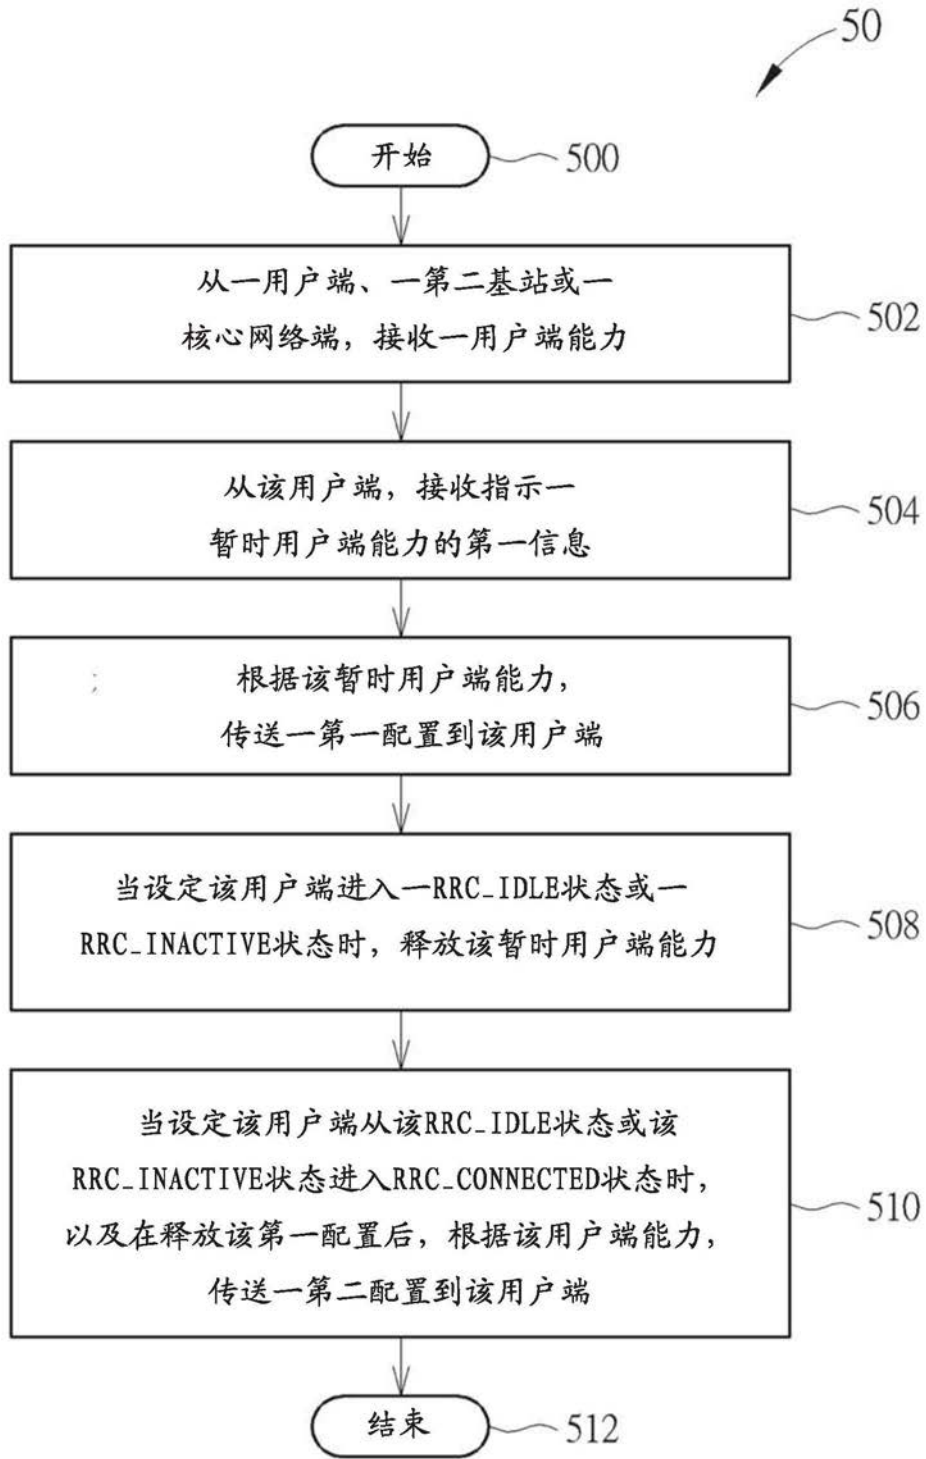 50
开始
500
从一用户端、一第二基站或一
核心网络端，接收一用户端能力
502
从该用户端，接收指示一
暂时用户端能力的第一信息
504
根据该暂时用户端能力，
传送一第一配置到该用户端
506
当设定该用户端进入一RRC_IDLE状态或一
RRC_INACTIVE状态时，释放该暂时用户端能力
508
当设定该用户端从该RRC_IDLE状态或该
RRC_INACTIVE状态进入RRC_CONNECTED状态时，
以及在释放该第一配置后，根据该用户端能力，
传送一第二配置到该用户端
510
结束
512